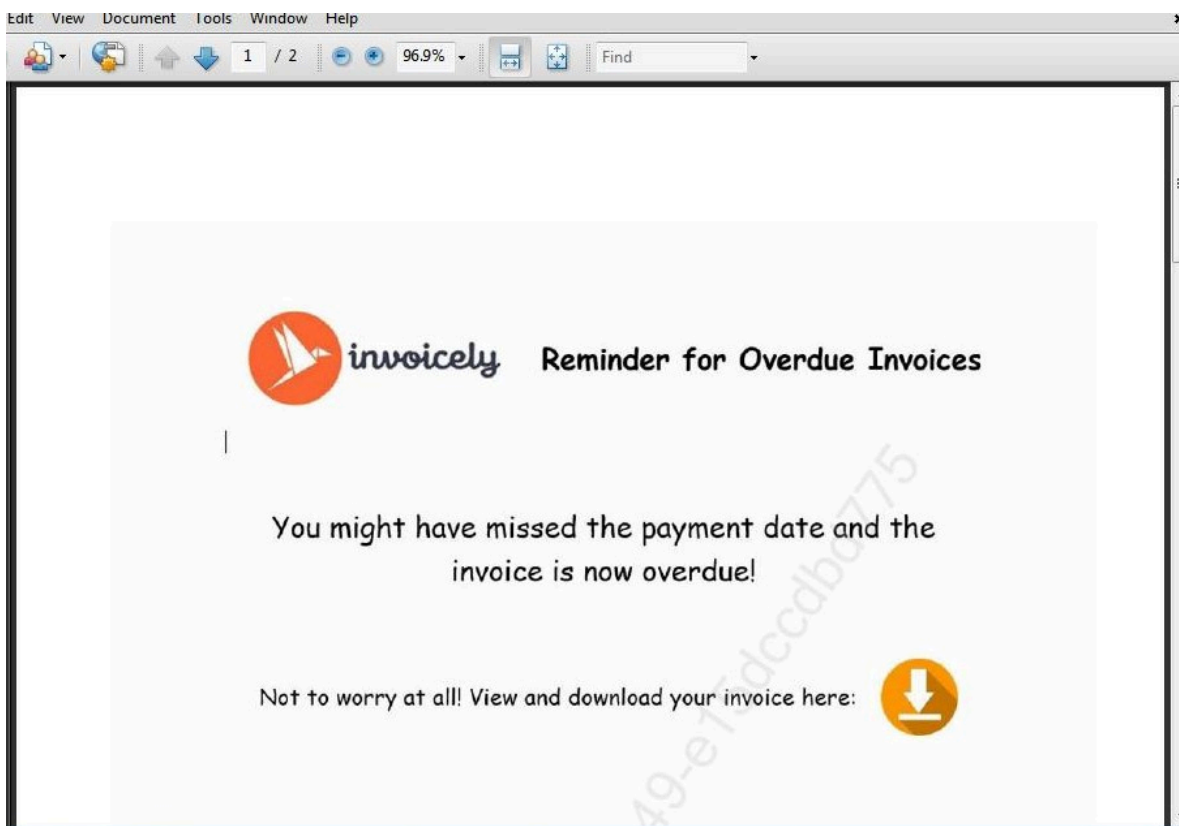 Edit View Document Tools Window Help
1 / 2 96.9% Find
invoicely Reminder for Overdue Invoices
You might have missed the payment date and the
invoice is now overdue!
Not to worry at all! View and download your invoice here:
49-e15dccdbd775